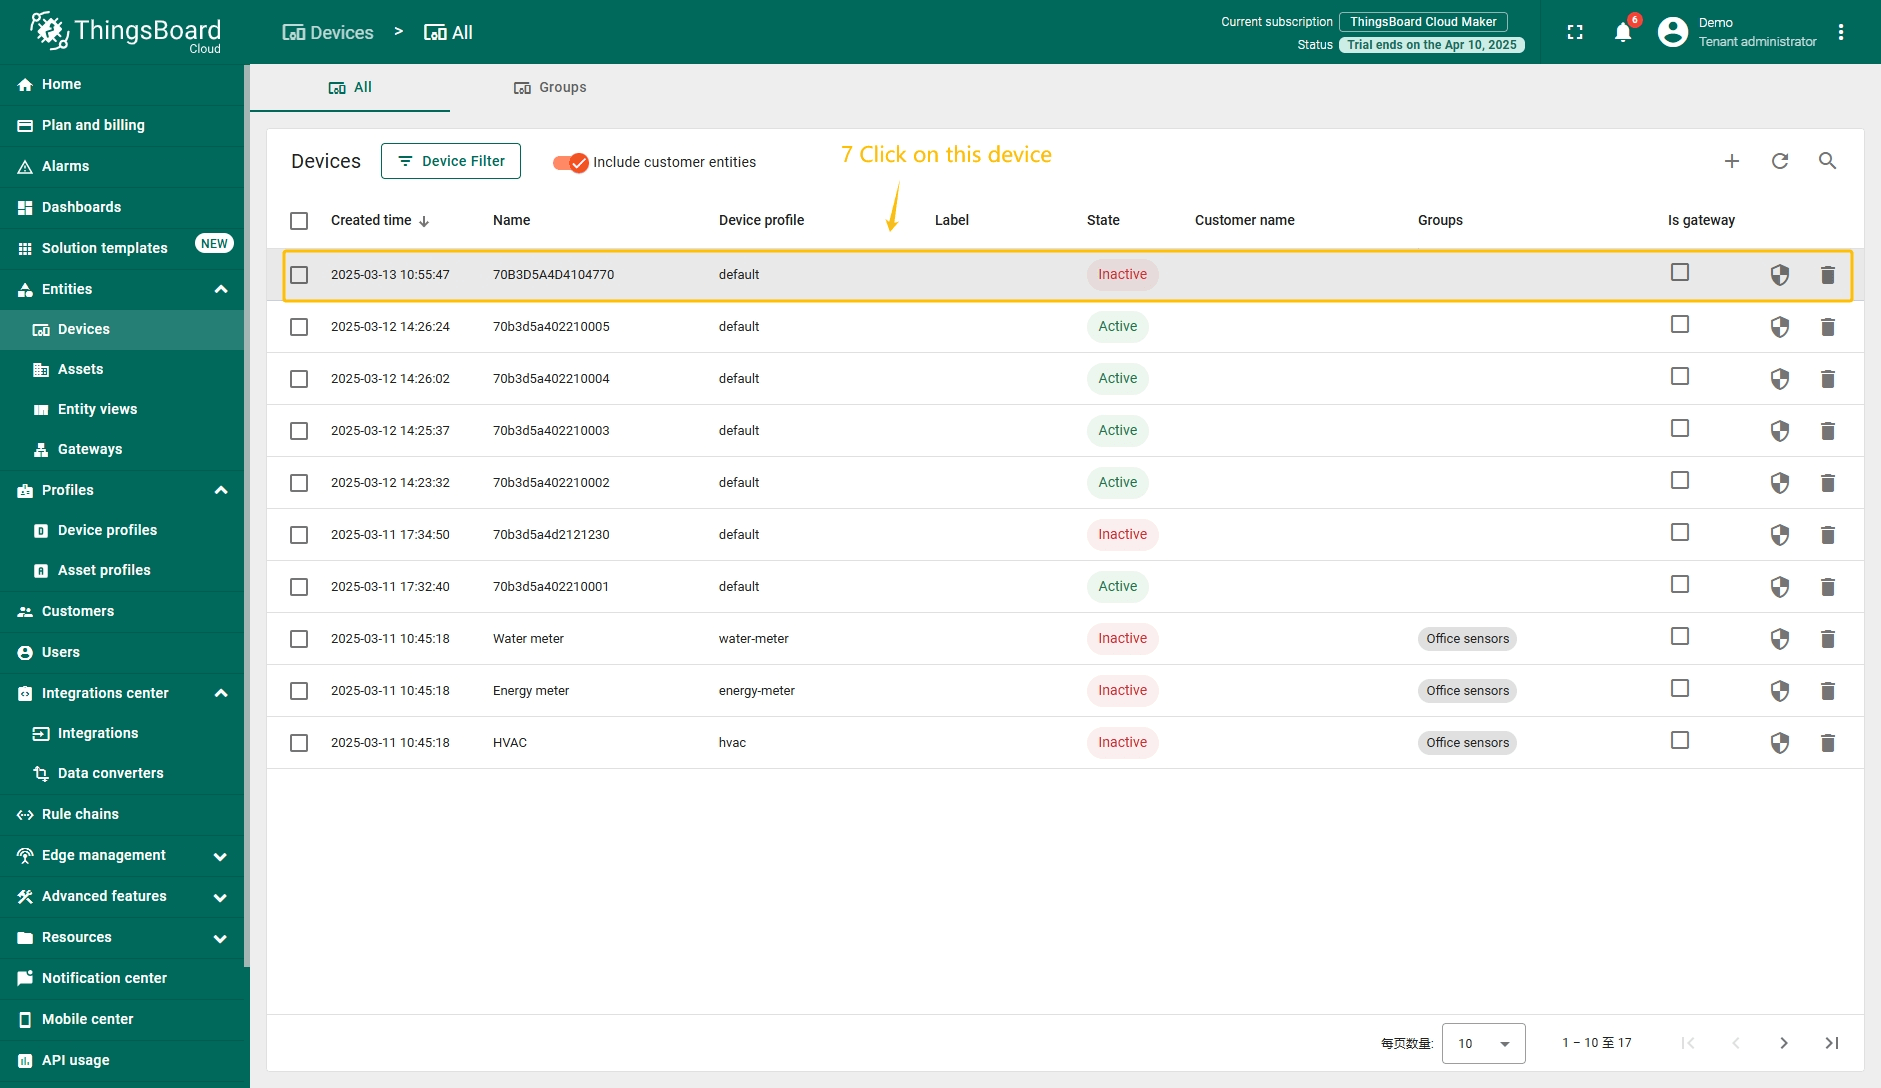 ThingsBoard
Cloud
Devices > All
Current subscription ThingsBoard Cloud Maker
Status Trial ends on the Apr 10, 2025
6
Demo
Tenant administrator
Home
Plan and billing
Alarms
Dashboards
Solution templates NEW
Entities
Devices
Assets
Entity views
Gateways
Profiles
Device profiles
Asset profiles
Customers
Users
Integrations center
Integrations
Data converters
Rule chains
Edge management
Advanced features
Resources
Notification center
Mobile center
API usage
All Groups
Devices Device Filter Include customer entities
7 Click on this device
Created time Name Device profile Label State Customer name Groups Is gateway
2025-03-13 10:55:47 70B3D5A4D4104770 default Inactive
2025-03-12 14:26:24 70b3d5a402210005 default Active
2025-03-12 14:26:02 70b3d5a402210004 default Active
2025-03-12 14:25:37 70b3d5a402210003 default Active
2025-03-12 14:23:32 70b3d5a402210002 default Active
2025-03-11 17:34:50 70b3d5a4d2121230 default Inactive
2025-03-11 17:32:40 70b3d5a402210001 default Active
2025-03-11 10:45:18 Water meter water-meter Inactive Office sensors
2025-03-11 10:45:18 Energy meter energy-meter Inactive Office sensors
2025-03-11 10:45:18 HVAC hvac Inactive Office sensors
每页数量: 10 1 – 10 至 17